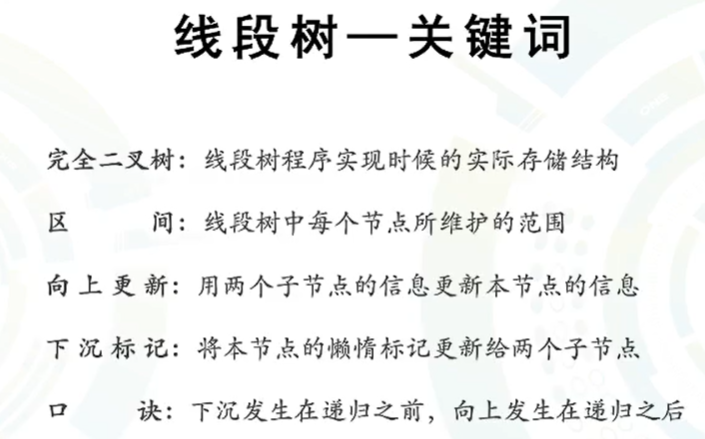 线段树—关键词
完全二叉树：线段树程序实现时候的实际存储结构
区 间：线段树中每个节点所维护的范围
向上更新：用两个子节点的信息更新本节点的信息
下沉标记：将本节点的懒惰标记更新给两个子节点
口 诀：下沉发生在递归之前，向上发生在递归之后